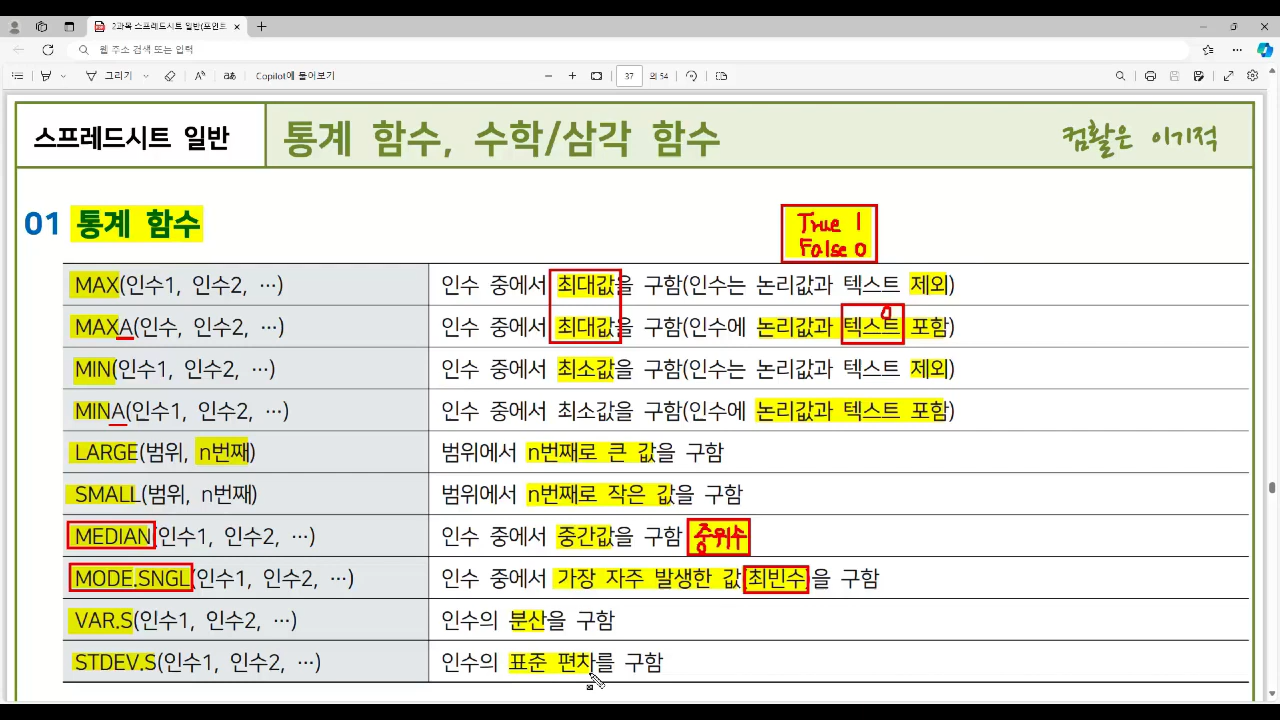 2과목 스프레드시트 일반(포인트
웹 주소 검색 또는 입력
그리기 Copilot에 물어보기 37 의 54
스프레드시트 일반
통계 함수, 수학/삼각 함수
컴활은 이기적
01 통계 함수
True 1
False 0
MAX(인수1, 인수2, …) 인수 중에서 최대값을 구함(인수는 논리값과 텍스트 제외)
0
MAXA(인수, 인수2, …) 인수 중에서 최대값을 구함(인수에 논리값과 텍스트 포함)
MIN(인수1, 인수2, …) 인수 중에서 최소값을 구함(인수는 논리값과 텍스트 제외)
MINA(인수1, 인수2, …) 인수 중에서 최소값을 구함(인수에 논리값과 텍스트 포함)
LARGE(범위, n번째) 범위에서 n번째로 큰 값을 구함
SMALL(범위, n번째) 범위에서 n번째로 작은 값을 구함
MEDIAN(인수1, 인수2, …) 인수 중에서 중간값을 구함 중위수
MODE.SNGL(인수1, 인수2, …) 인수 중에서 가장 자주 발생한 값(최빈수)을 구함
VAR.S(인수1, 인수2, …) 인수의 분산을 구함
STDEV.S(인수1, 인수2, …) 인수의 표준 편차를 구함